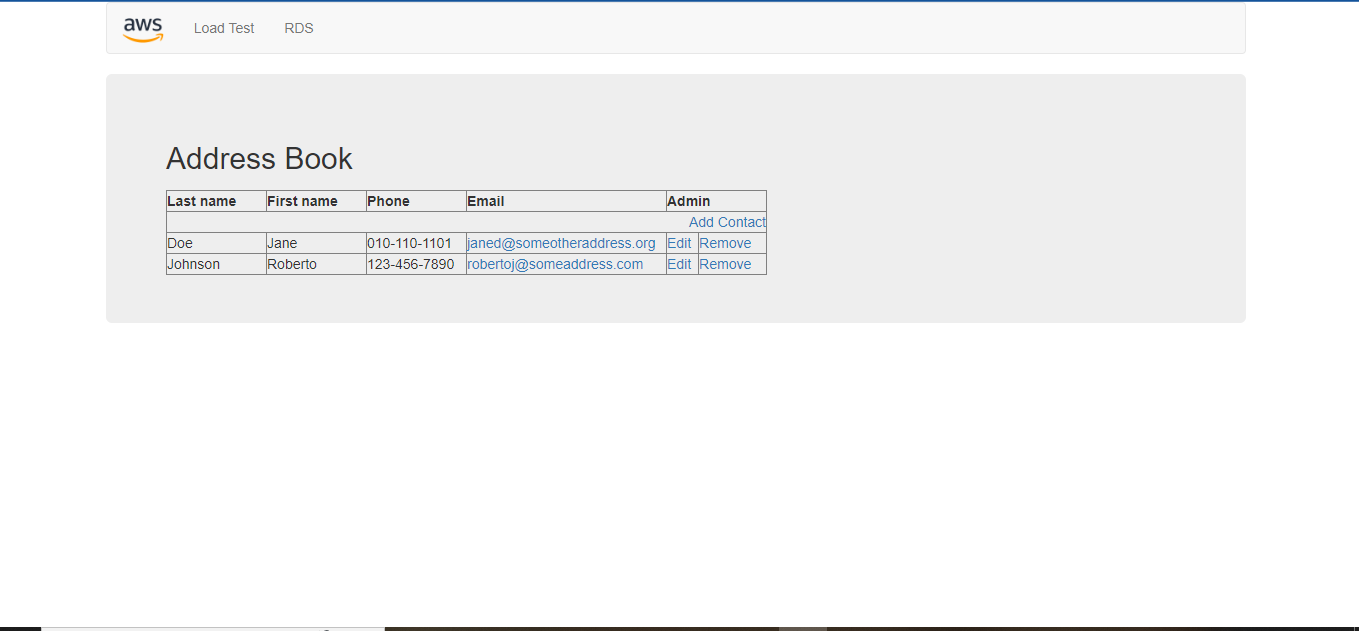 aws Load Test RDS
Address Book
Last name First name Phone Email Admin
Add Contact
Doe Jane 010-110-1101 janed@someotheraddress.org Edit Remove
Johnson Roberto 123-456-7890 robertoj@someaddress.com Edit Remove